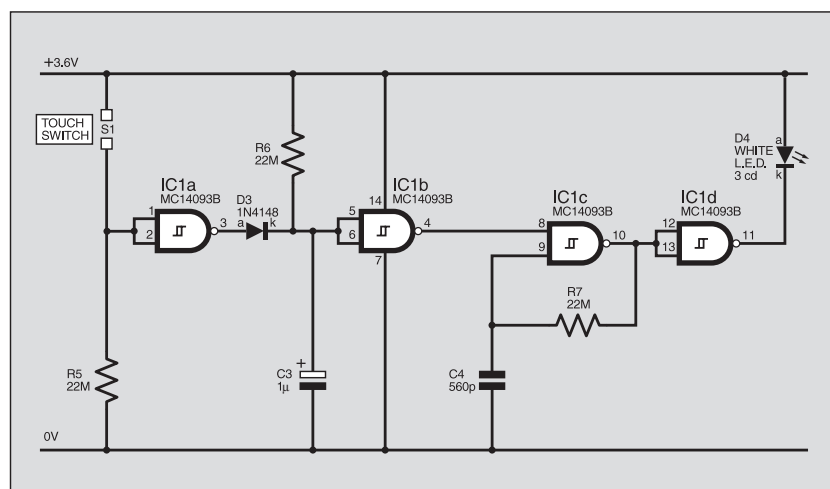 +3.6V
TOUCH
SWITCH
S1
R6
22M
D4
WHITE
L.E.D.
3 cd
a
k
IC1a
MC14093B
1
2
3
D3
1N4148
a
k
14
IC1b
MC14093B
5
6
4
7
IC1c
MC14093B
8
9
10
IC1d
MC14093B
12
13
11
R7
22M
R5
22M
+
C3
1µ
C4
560p
0V